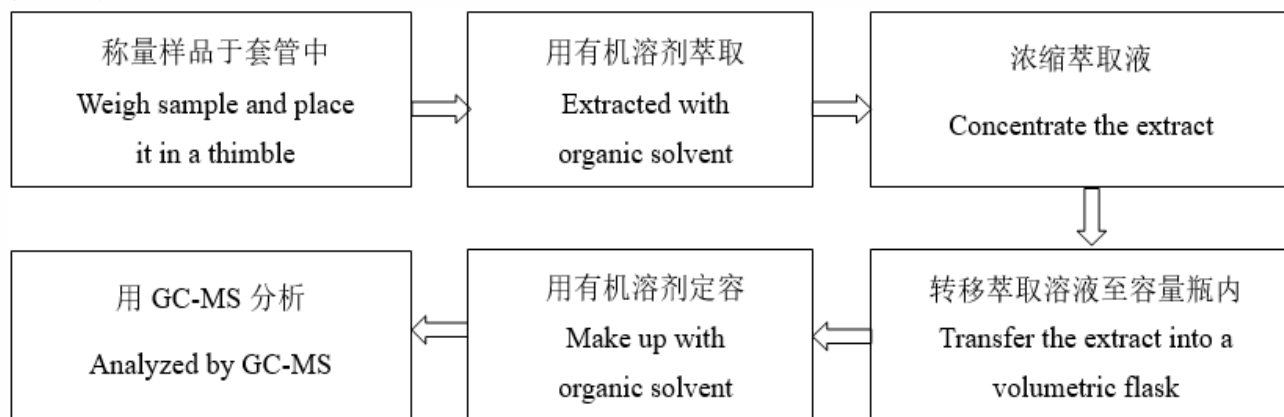 称量样品于套管中
Weigh sample and place
it in a thimble
用有机溶剂萃取
Extracted with
organic solvent
浓缩萃取液
Concentrate the extract
转移萃取溶液至容量瓶内
Transfer the extract into a
volumetric flask
用有机溶剂定容
Make up with
organic solvent
用 GC-MS 分析
Analyzed by GC-MS